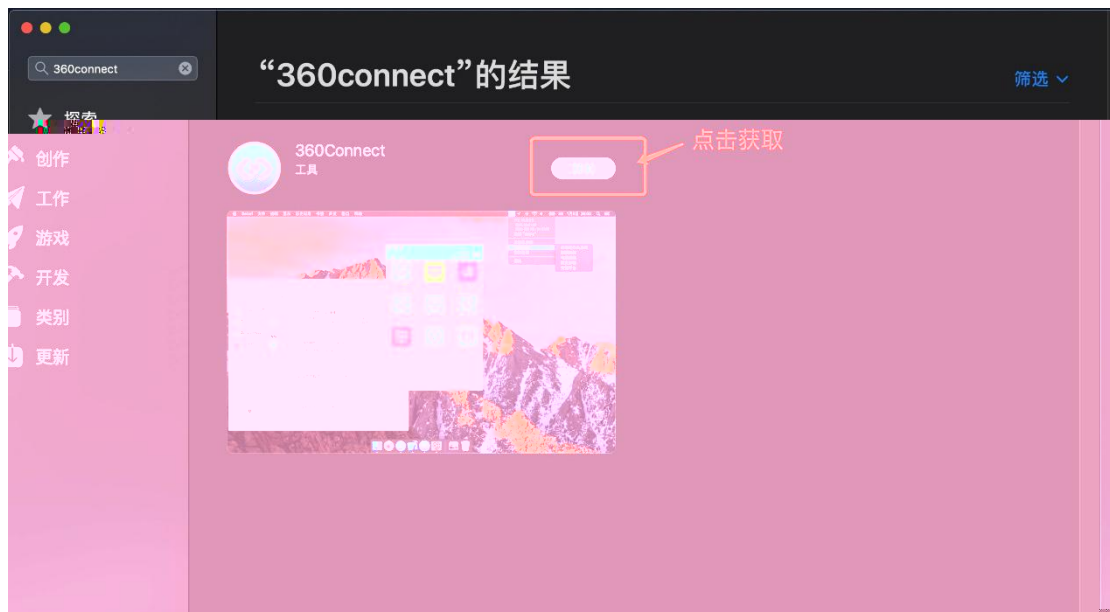 360connect
“360connect”的结果
筛选
探索
创作
工作
游戏
开发
类别
更新
360Connect
工具
点击获取